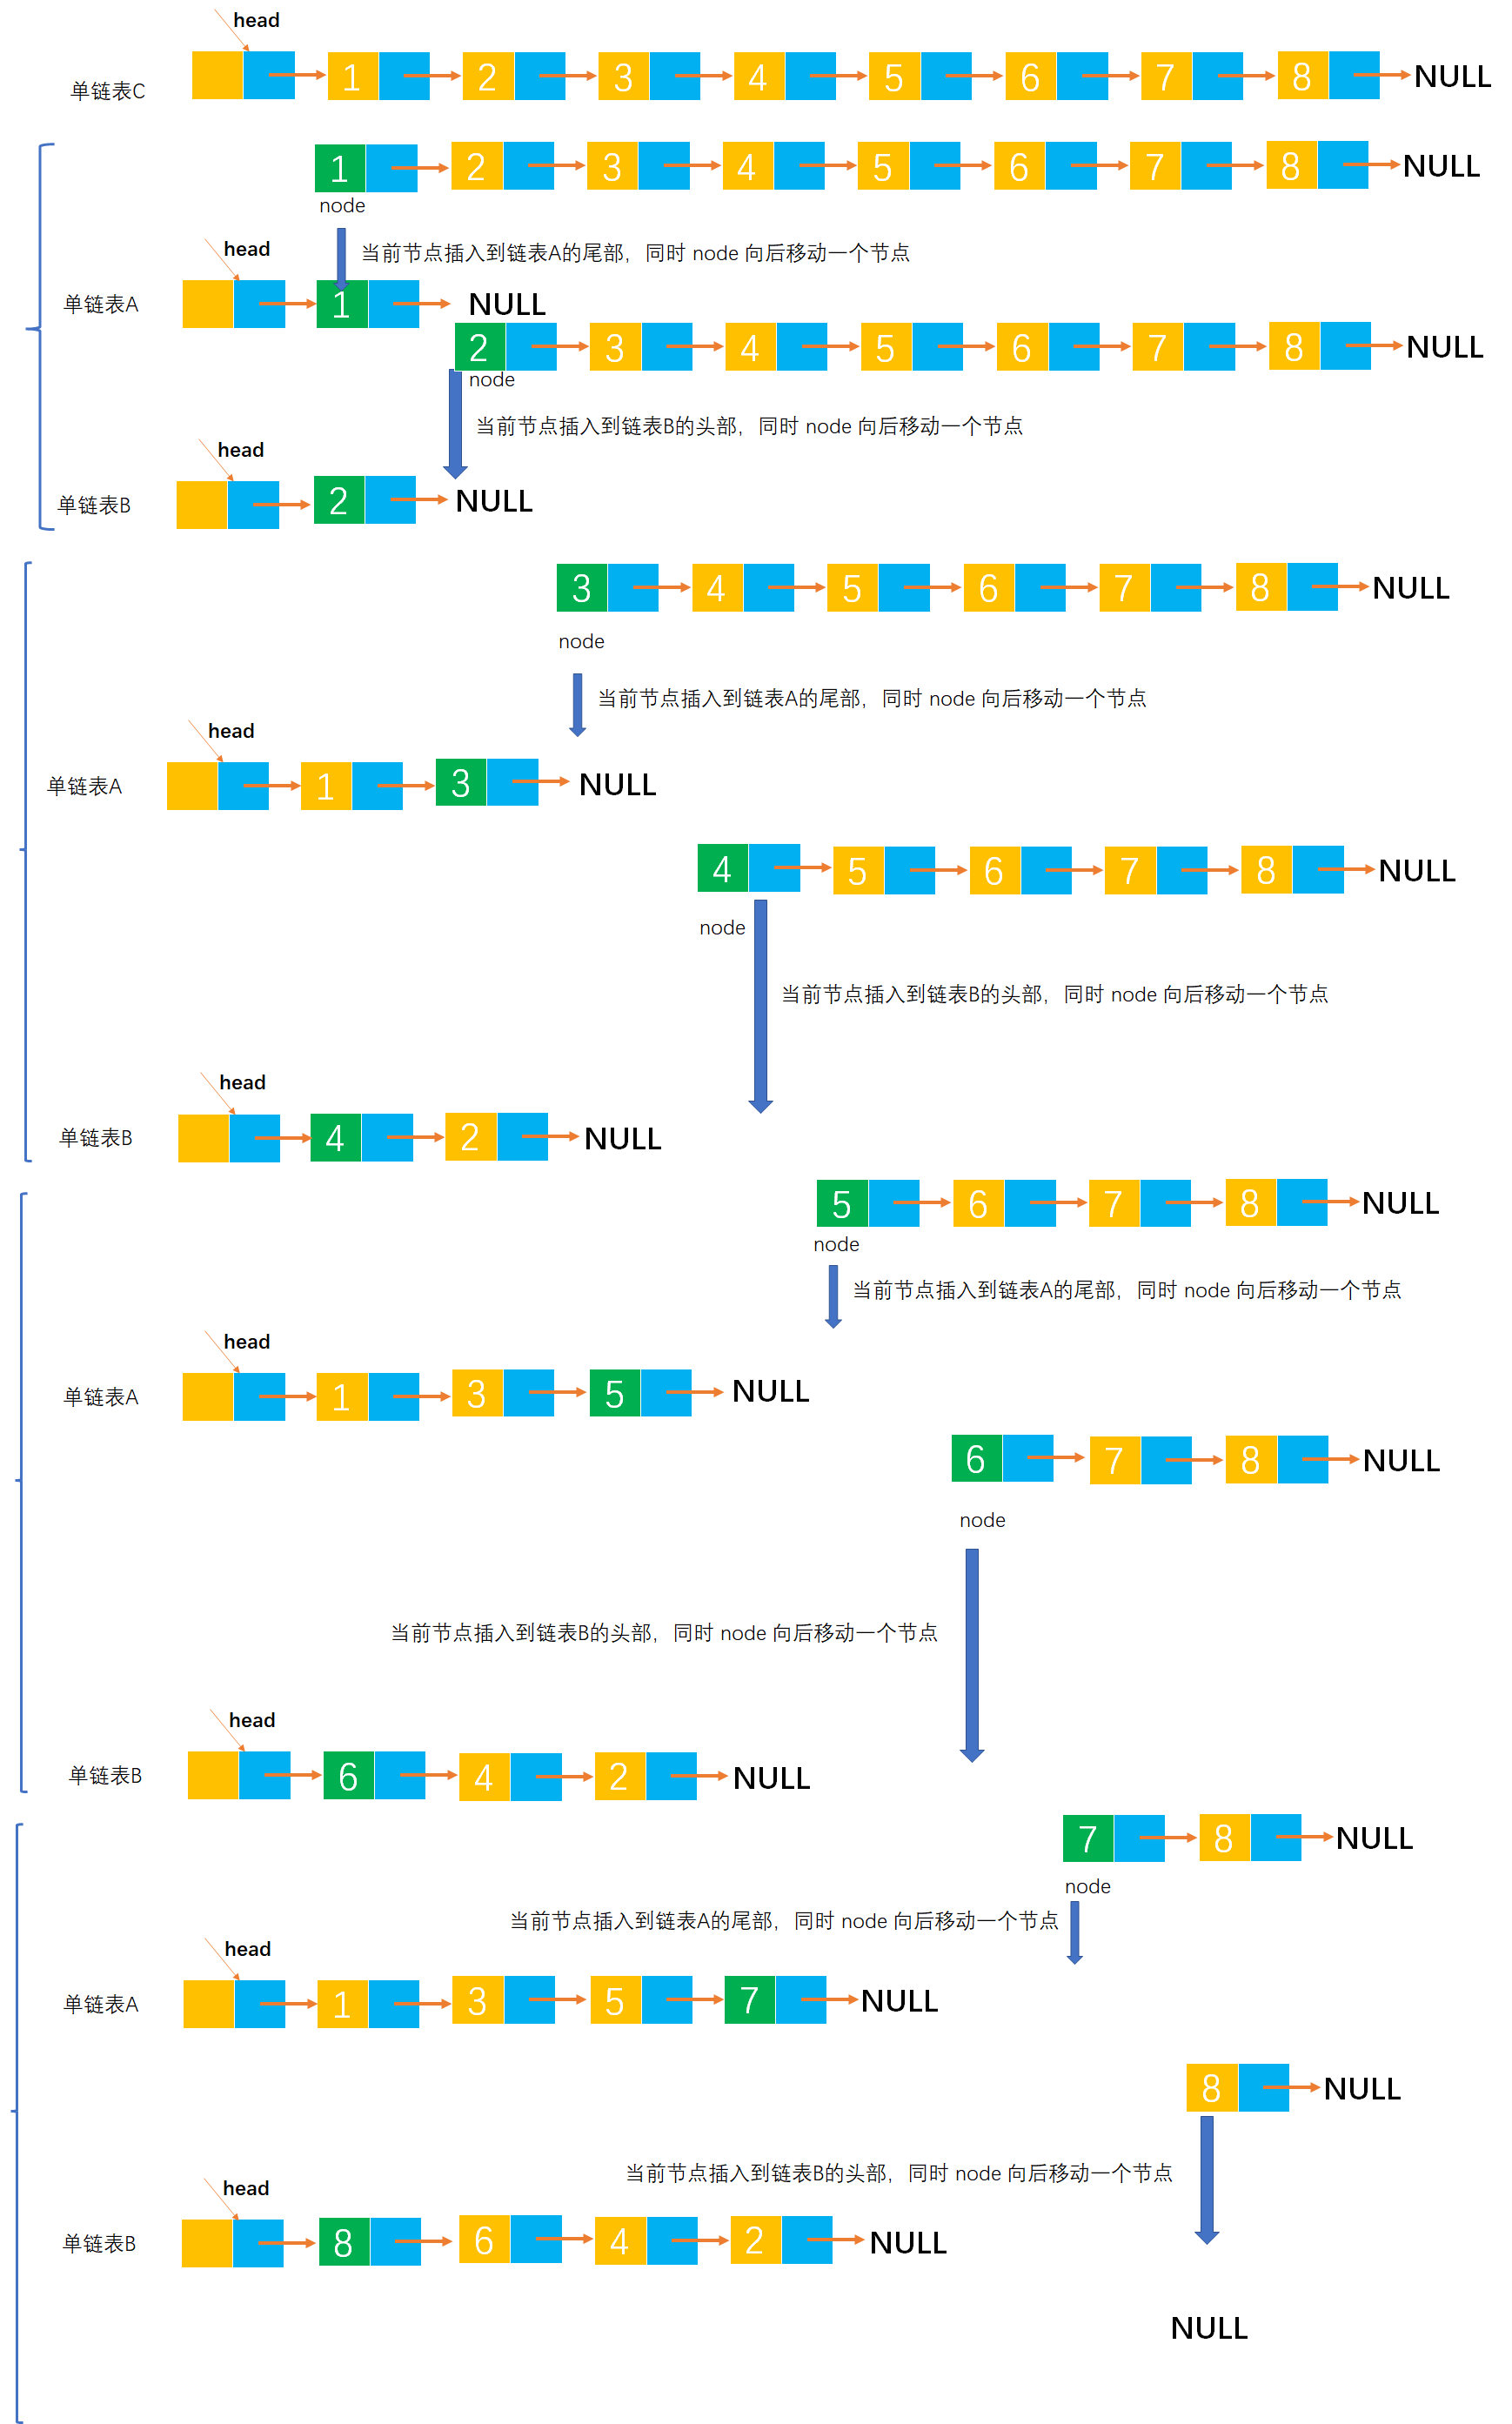 head
单链表C 1 2 3 4 5 6 7 8 NULL
1 2 3 4 5 6 7 8 NULL
node
当前节点插入到链表A的尾部，同时 node 向后移动一个节点
head
单链表A 1 NULL
2 3 4 5 6 7 8 NULL
node
当前节点插入到链表B的头部，同时 node 向后移动一个节点
head
单链表B 2 NULL
3 4 5 6 7 8 NULL
node
当前节点插入到链表A的尾部，同时 node 向后移动一个节点
head
单链表A 1 3 NULL
4 5 6 7 8 NULL
node
当前节点插入到链表B的头部，同时 node 向后移动一个节点
head
单链表B 4 2 NULL
5 6 7 8 NULL
node
当前节点插入到链表A的尾部，同时 node 向后移动一个节点
head
单链表A 1 3 5 NULL
6 7 8 NULL
node
当前节点插入到链表B的头部，同时 node 向后移动一个节点
head
单链表B 6 4 2 NULL
7 8 NULL
node
当前节点插入到链表A的尾部，同时 node 向后移动一个节点
head
单链表A 1 3 5 7 NULL
8 NULL
当前节点插入到链表B的头部，同时 node 向后移动一个节点
head
单链表B 8 6 4 2 NULL
NULL